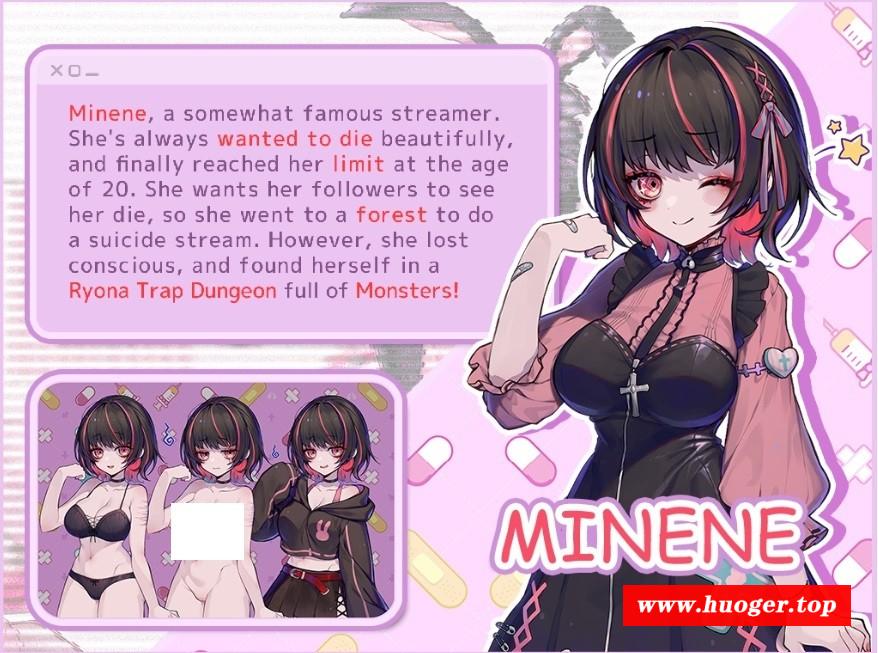 Minene, a somewhat famous streamer.
She's always wanted to die beautifully,
and finally reached her limit at the age
of 20. She wants her followers to see
her die, so she went to a forest to do
a suicide stream. However, she lost
conscious, and found herself in a
Ryona Trap Dungeon full of Monsters!
MINENE
www.huoger.top